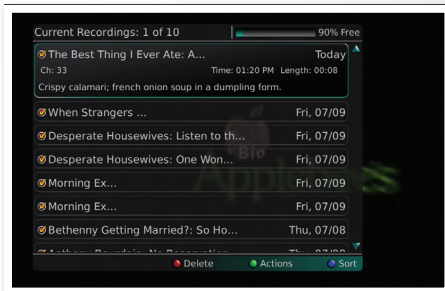 Current Recordings: 1 of 10 90% Free
The Best Thing I Ever Ate: A... Today
Ch: 33 Time: 01:20 PM Length: 00:08
Crispy calamari; french onion soup in a dumpling form.
When Strangers ... Fri, 07/09
Desperate Housewives: Listen to th... Fri, 07/09
Desperate Housewives: One Won... Fri, 07/09
Morning Ex... Fri, 07/09
Morning Ex... Fri, 07/09
Bethenny Getting Married?: So Ho... Thu, 07/08
Delete Actions Sort
Bio